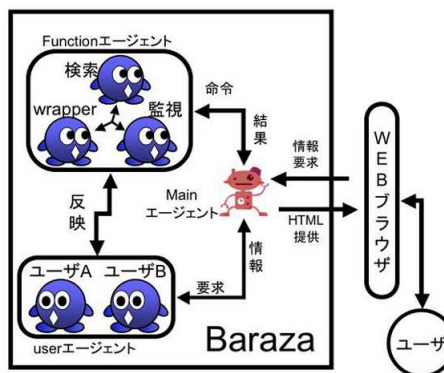 Functionエージェント
検索
wrapper
監視
命令
結果
情報
要求
WEBブラウザ
Main
エージェント
HTML
提供
反映
情報
要求
ユーザA
ユーザB
userエージェント
Baraza
ユーザ